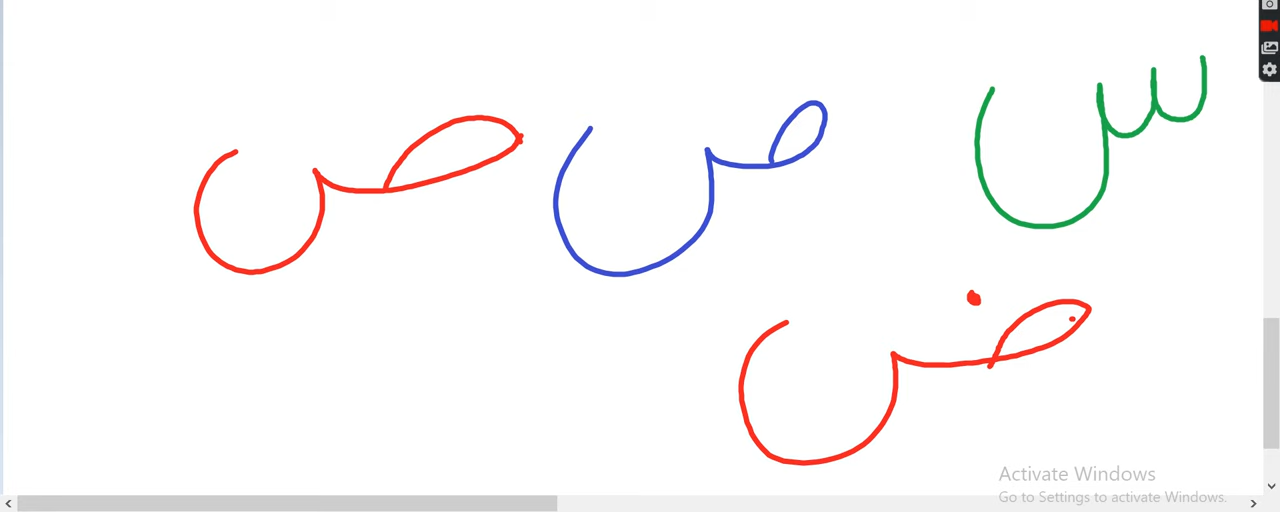 س ص ص
ض
Activate Windows
Go to Settings to activate Windows.